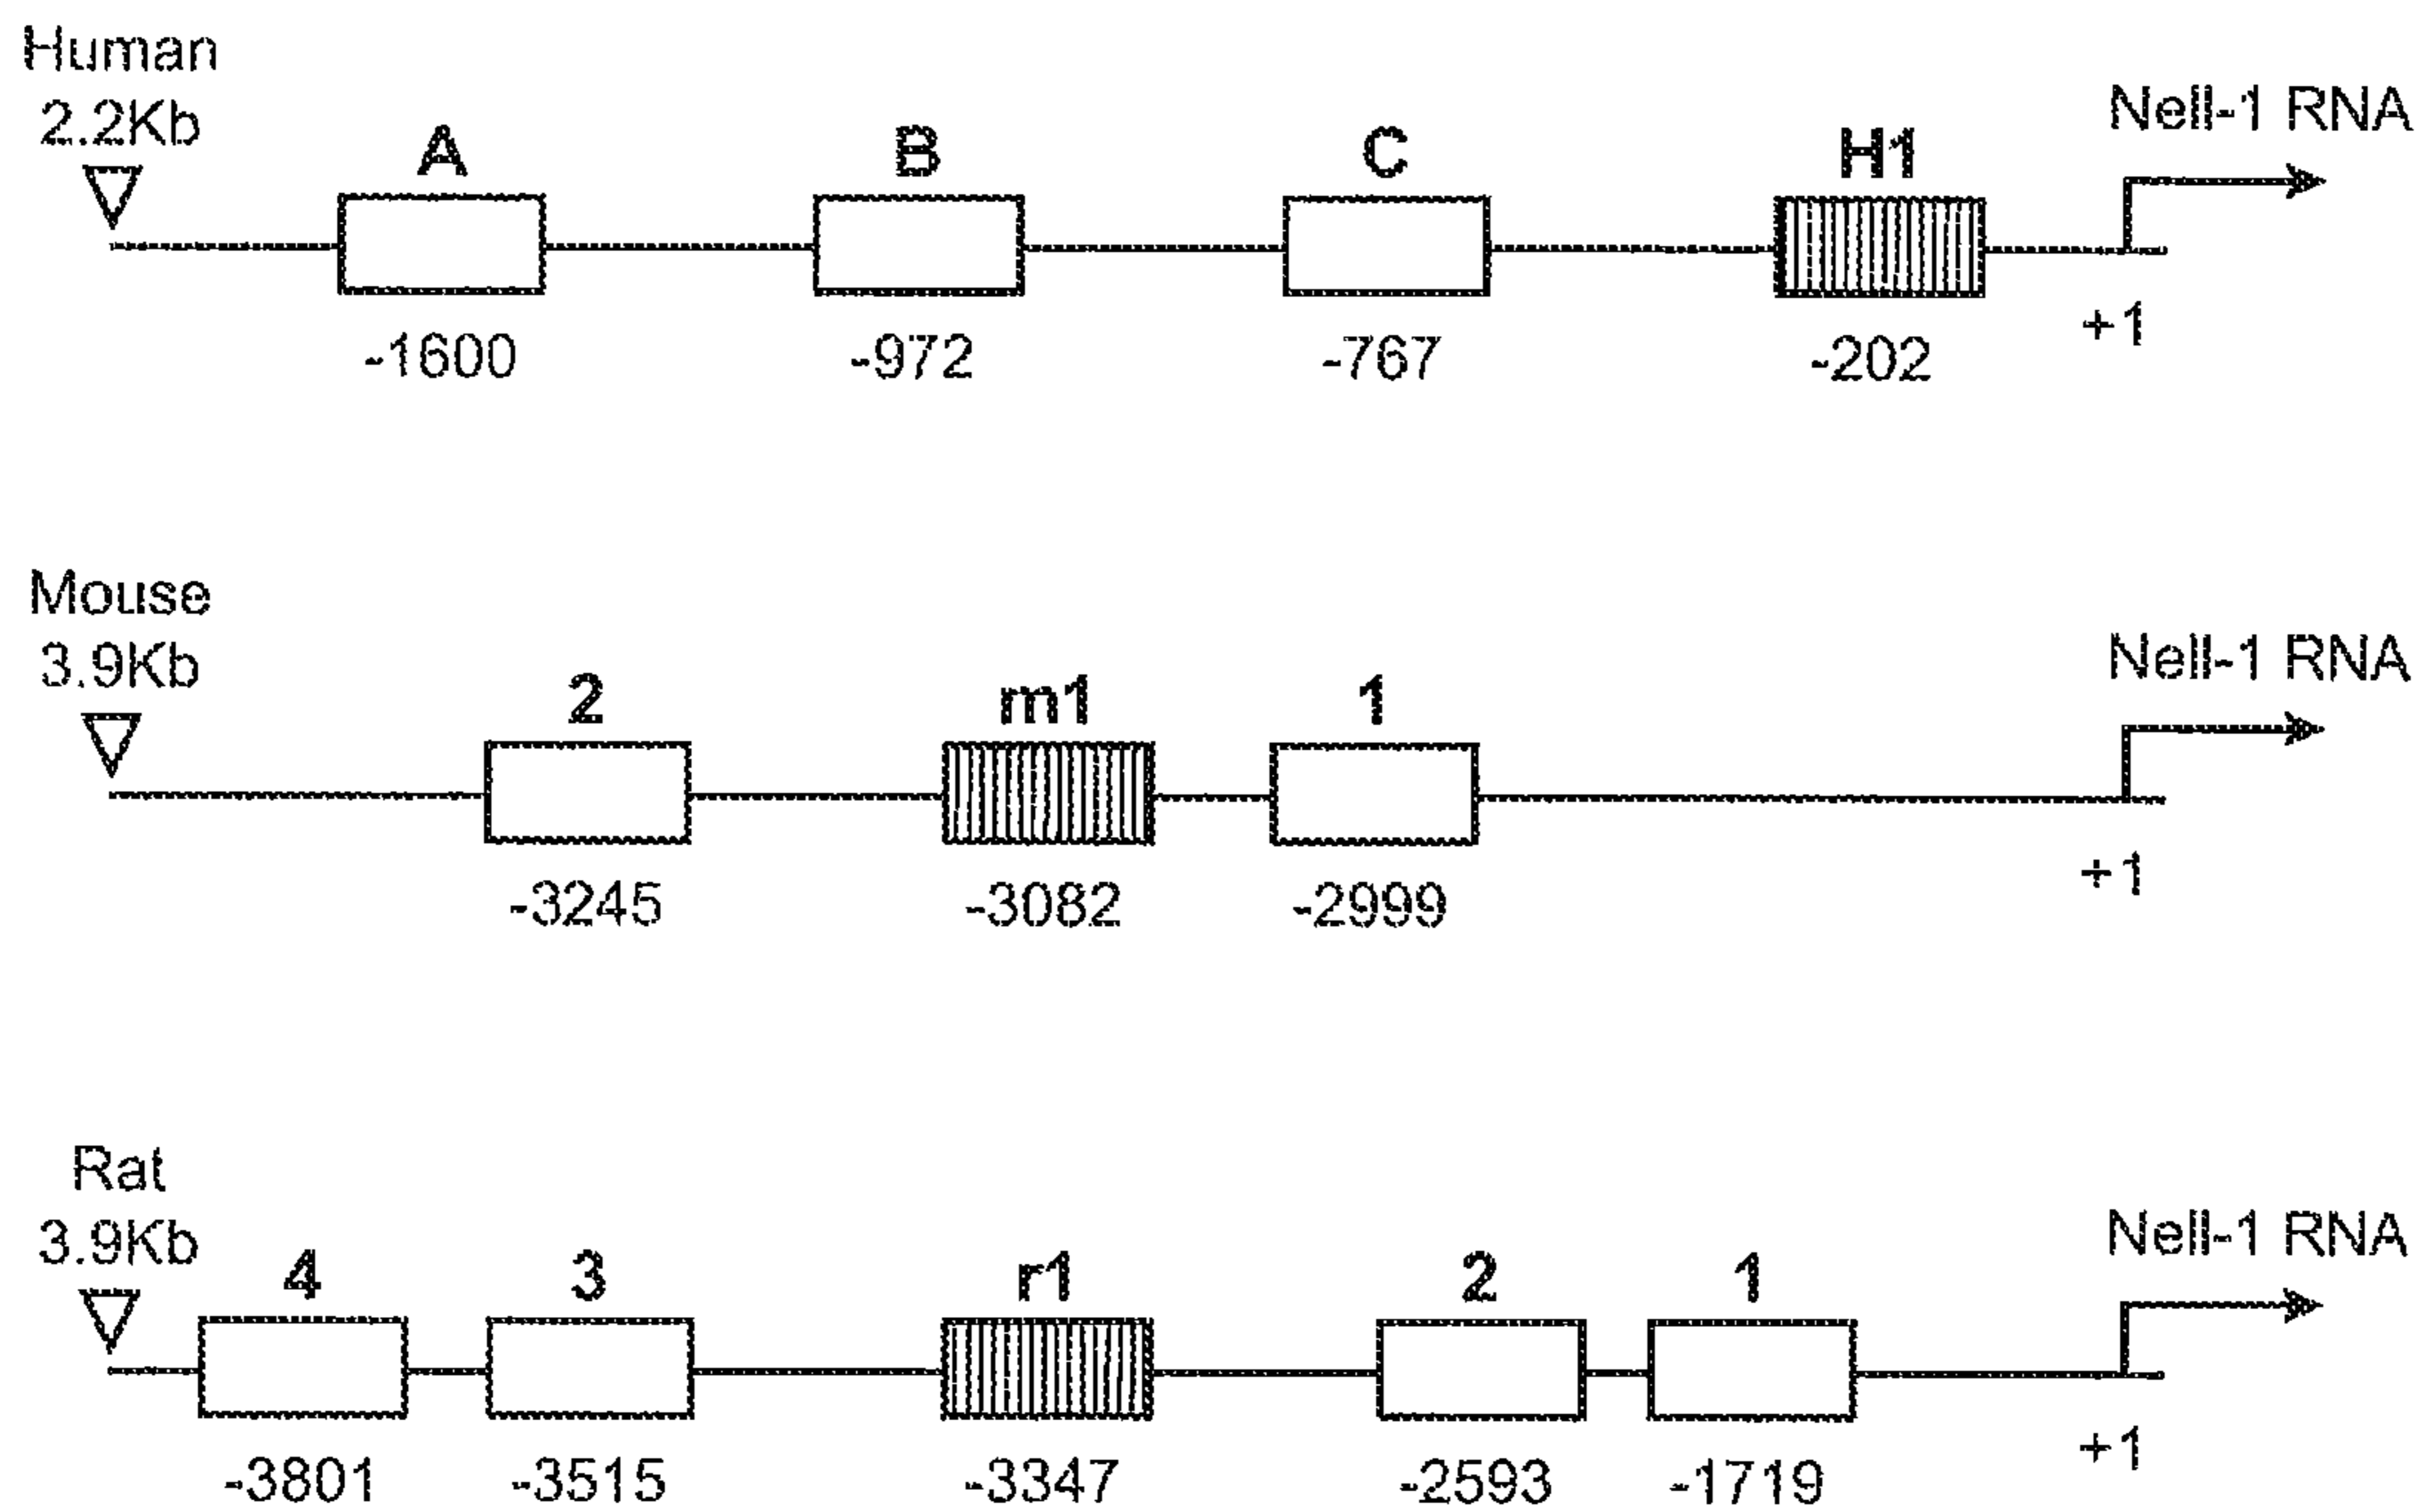 Human
2.2Kb
A B C H1 Nell-1 RNA
-1600 -972 -767 -202 +1
Mouse
3.9Kb
2 m1 1 Nell-1 RNA
-3245 -3082 -2999 +1
Rat
3.9Kb
4 3 r1 2 1 Nell-1 RNA
-3801 -3515 -3347 -2593 -1719 +1